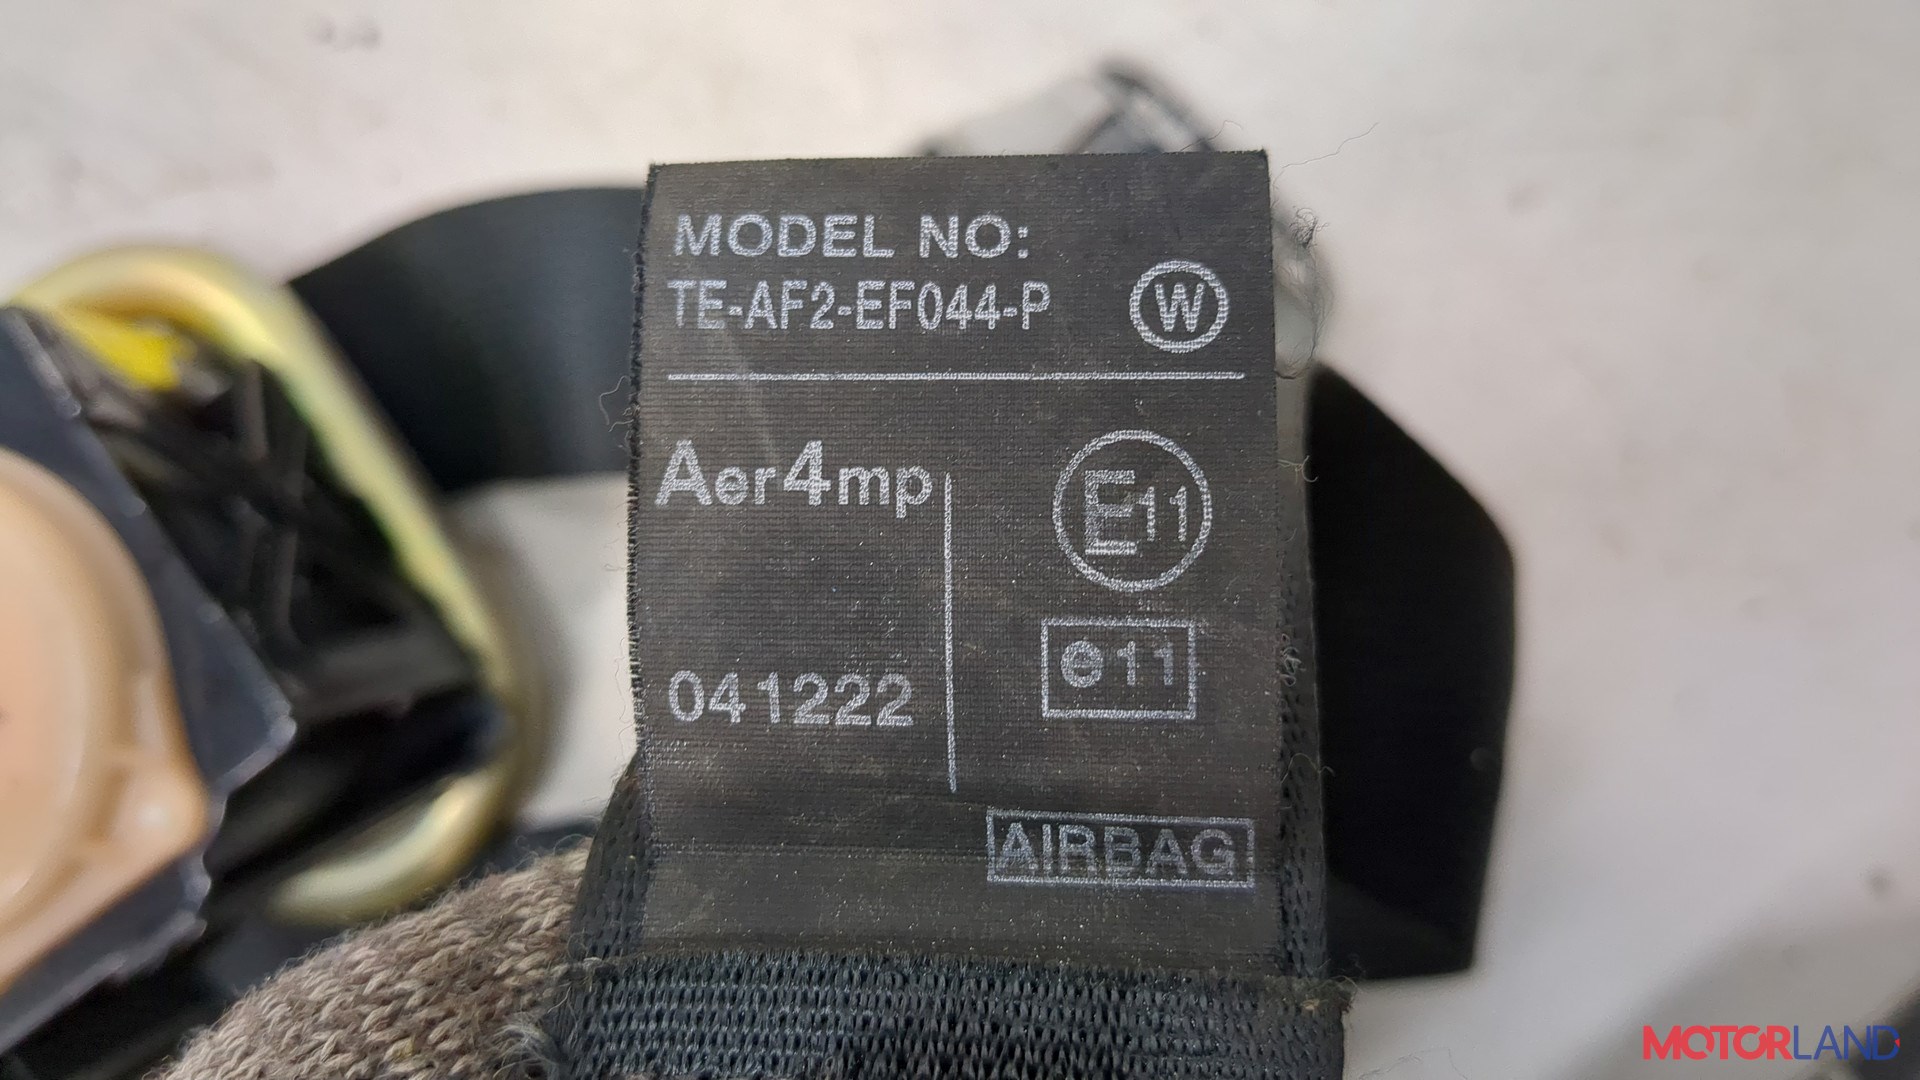 MODEL NO:
TE-AF2-EF044-P
W
Aer4mp
E11
e11
041222
AIRBAG
MOTORLAND